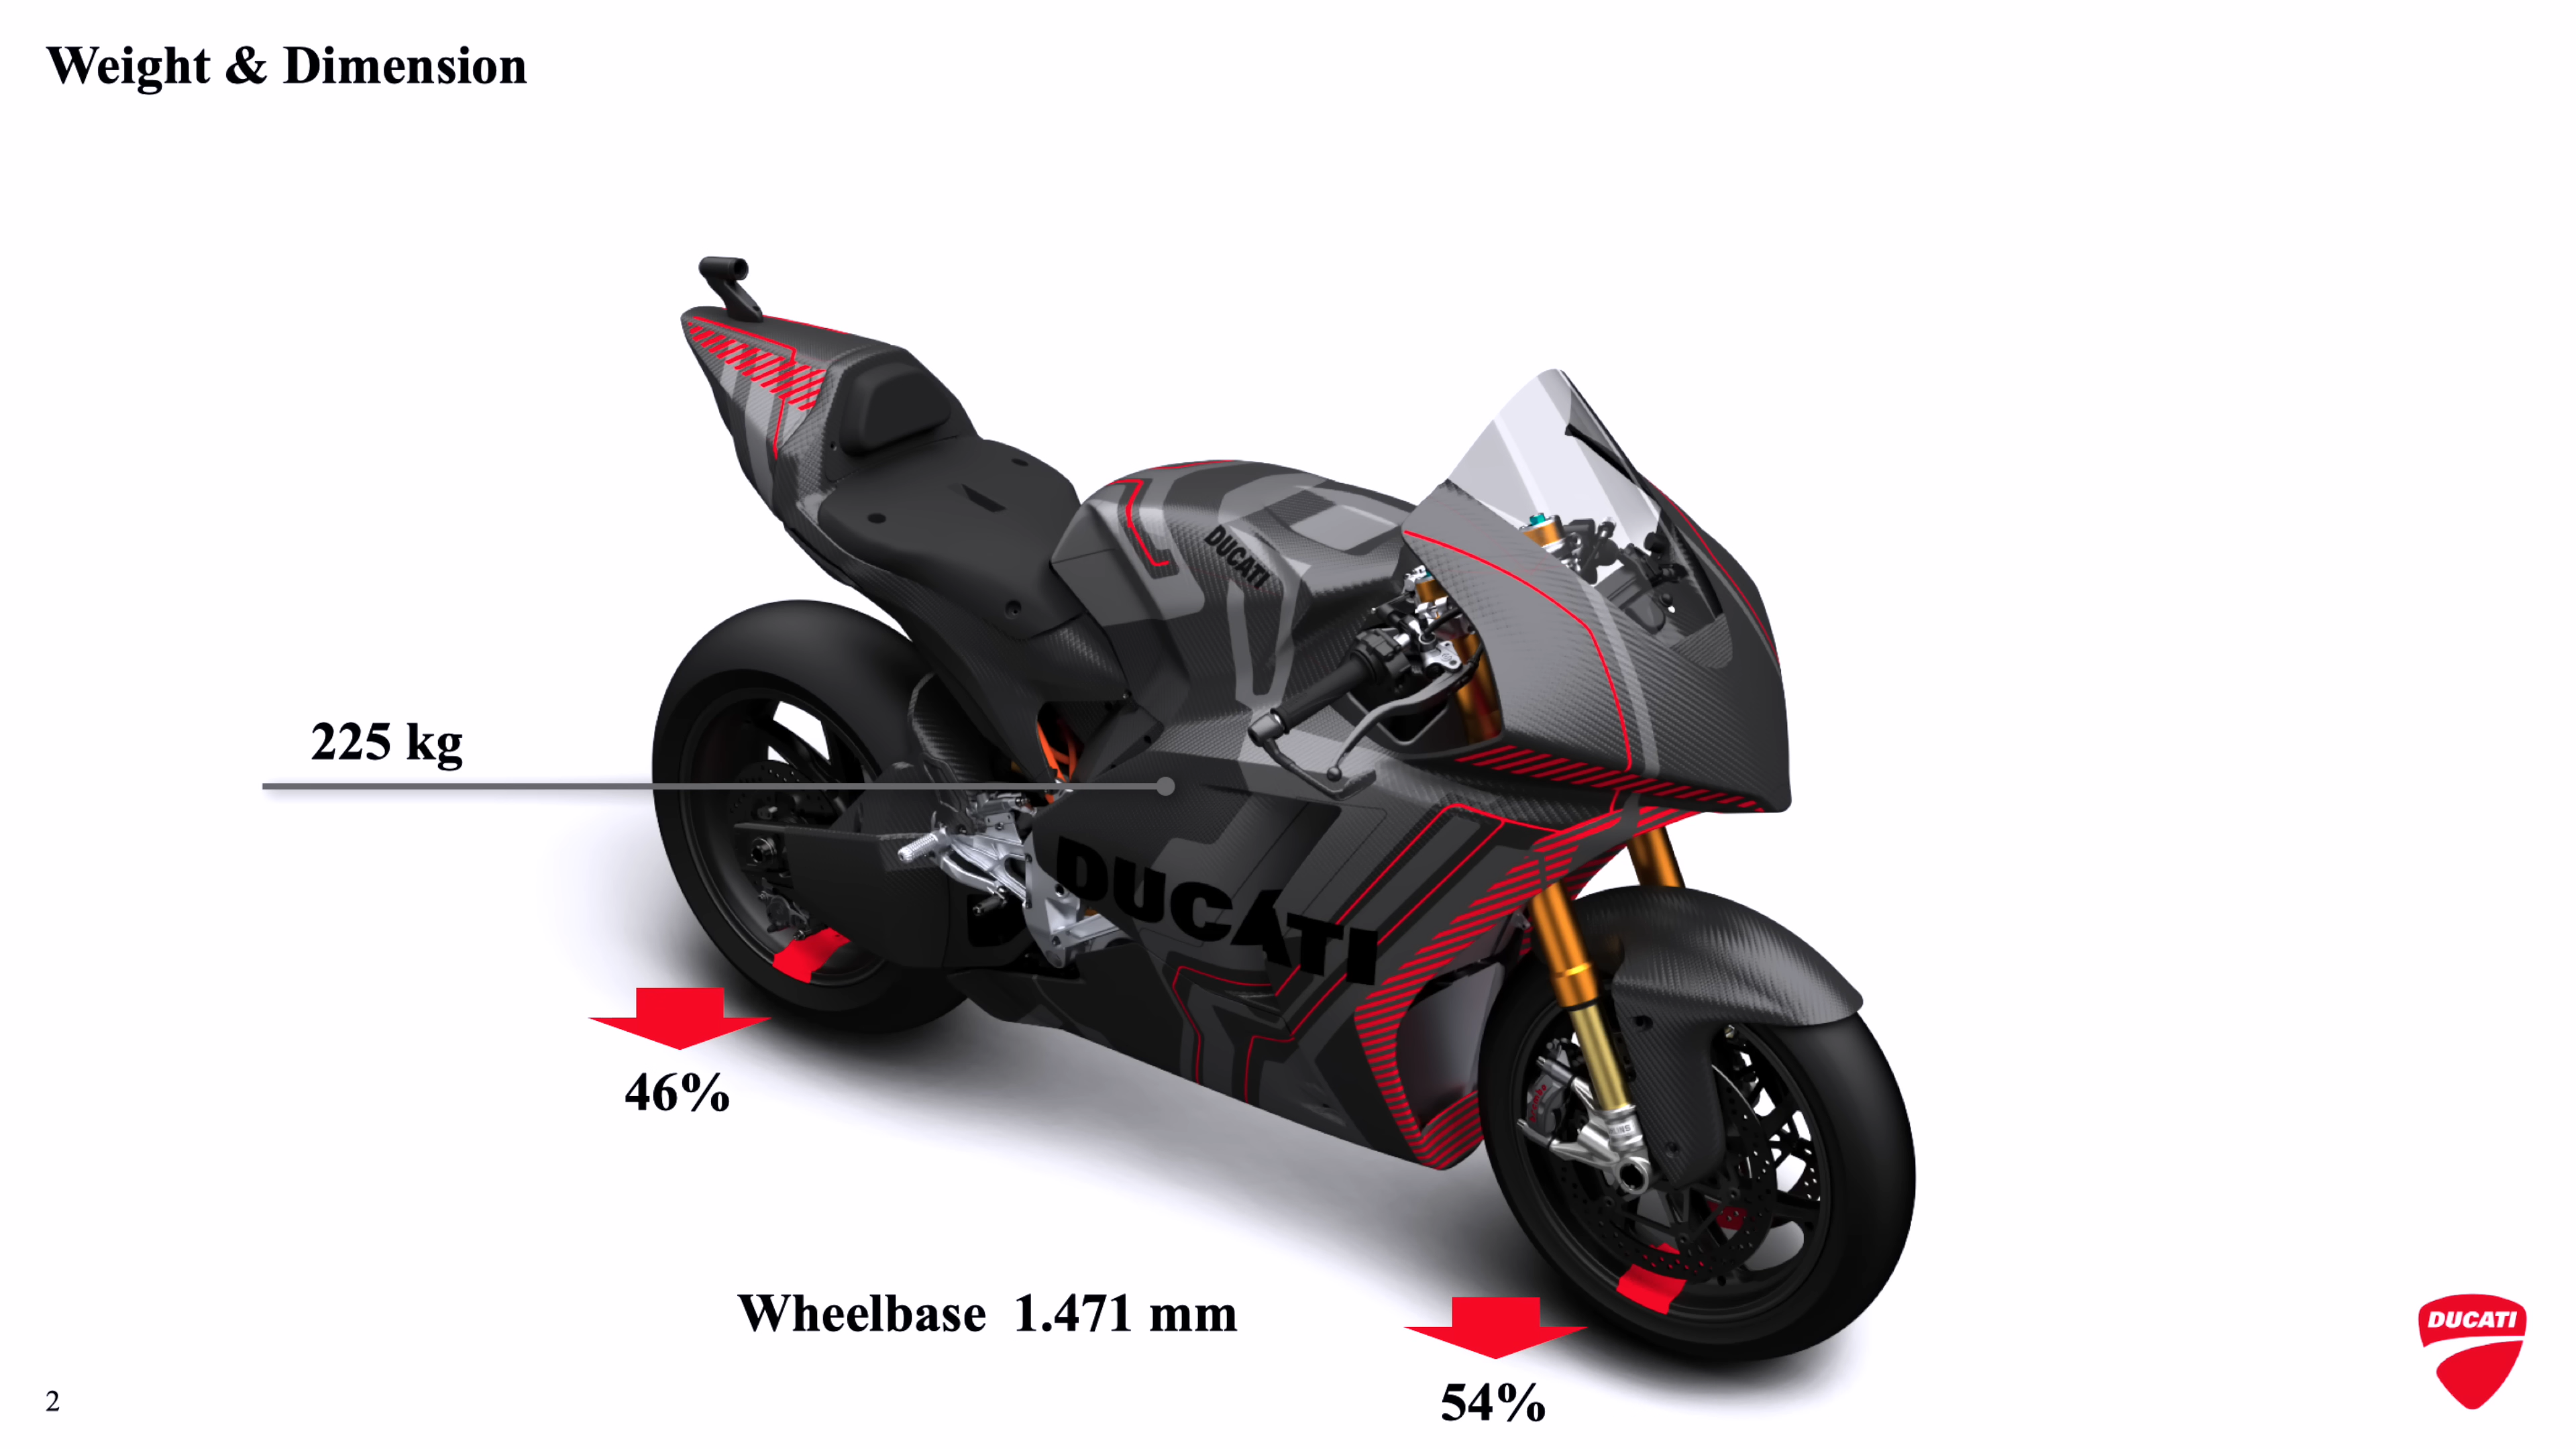 Weight & Dimension
DUCATI
225 kg
DUCATI
46%
Wheelbase 1.471 mm
54%
DUCATI
2